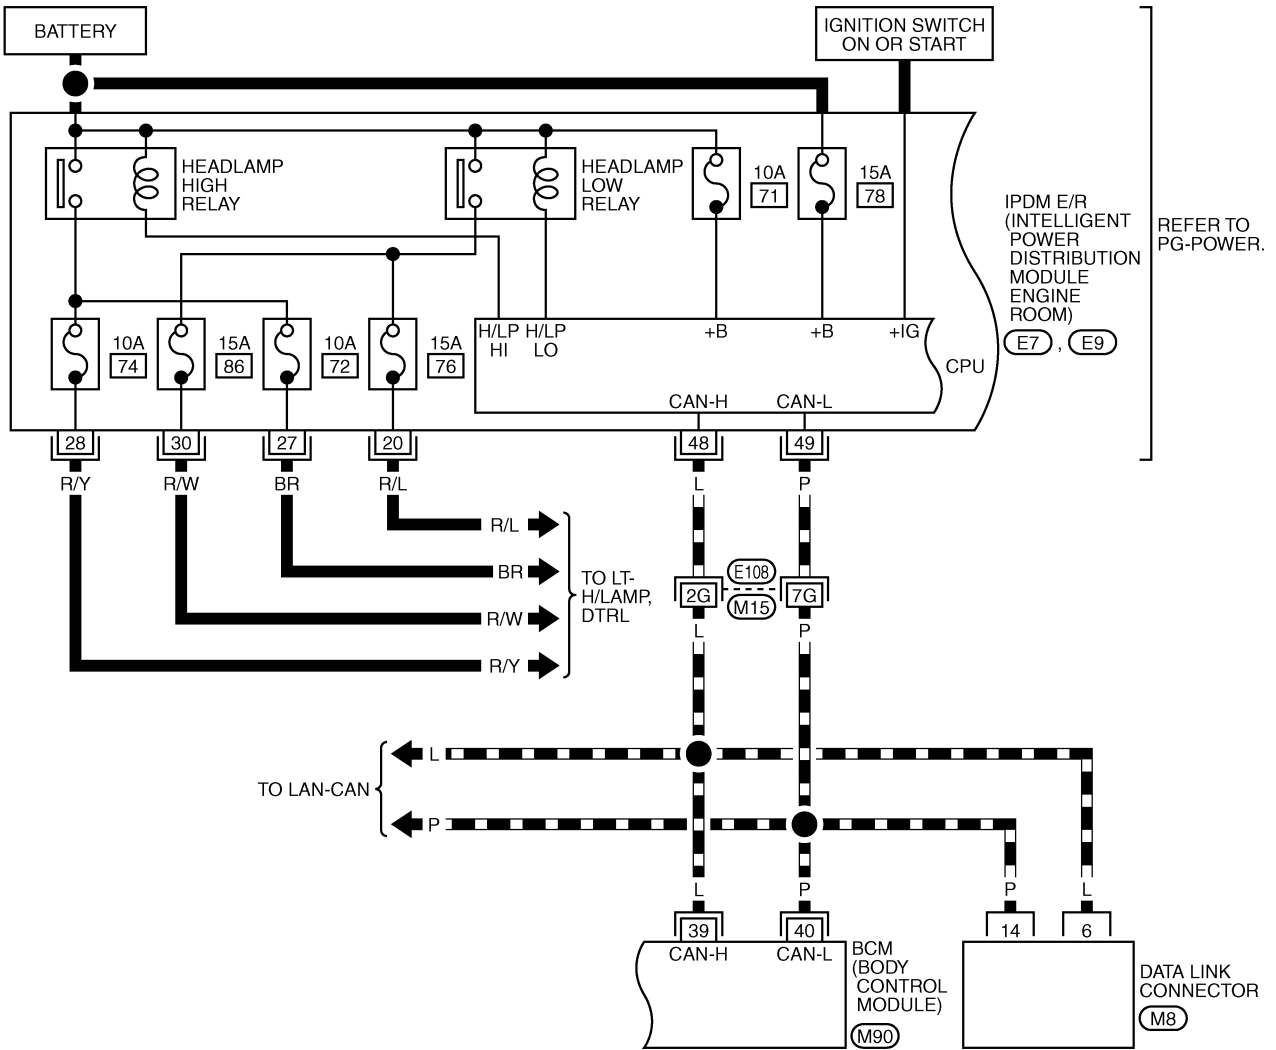 BATTERY
IGNITION SWITCH
ON OR START
HEADLAMP
HIGH
RELAY
HEADLAMP
LOW
RELAY
10A
71
15A
78
IPDM E/R
(INTELLIGENT
POWER
DISTRIBUTION
MODULE
ENGINE
ROOM)
E7 , E9
REFER TO
PG-POWER.
10A
74
15A
86
10A
72
15A
76
H/LP
HI
H/LP
LO
+B
+B
+IG
CPU
CAN-H
CAN-L
28
30
27
20
48
49
R/Y
R/W
BR
R/L
L
P
R/L
BR
R/W
R/Y
TO LT-
H/LAMP,
DTRL
2G
E108
M15
7G
L
P
TO LAN-CAN
L
P
L
P
P
L
39
40
14
6
CAN-H
CAN-L
BCM
(BODY
CONTROL
MODULE)
M90
DATA LINK
CONNECTOR
M8